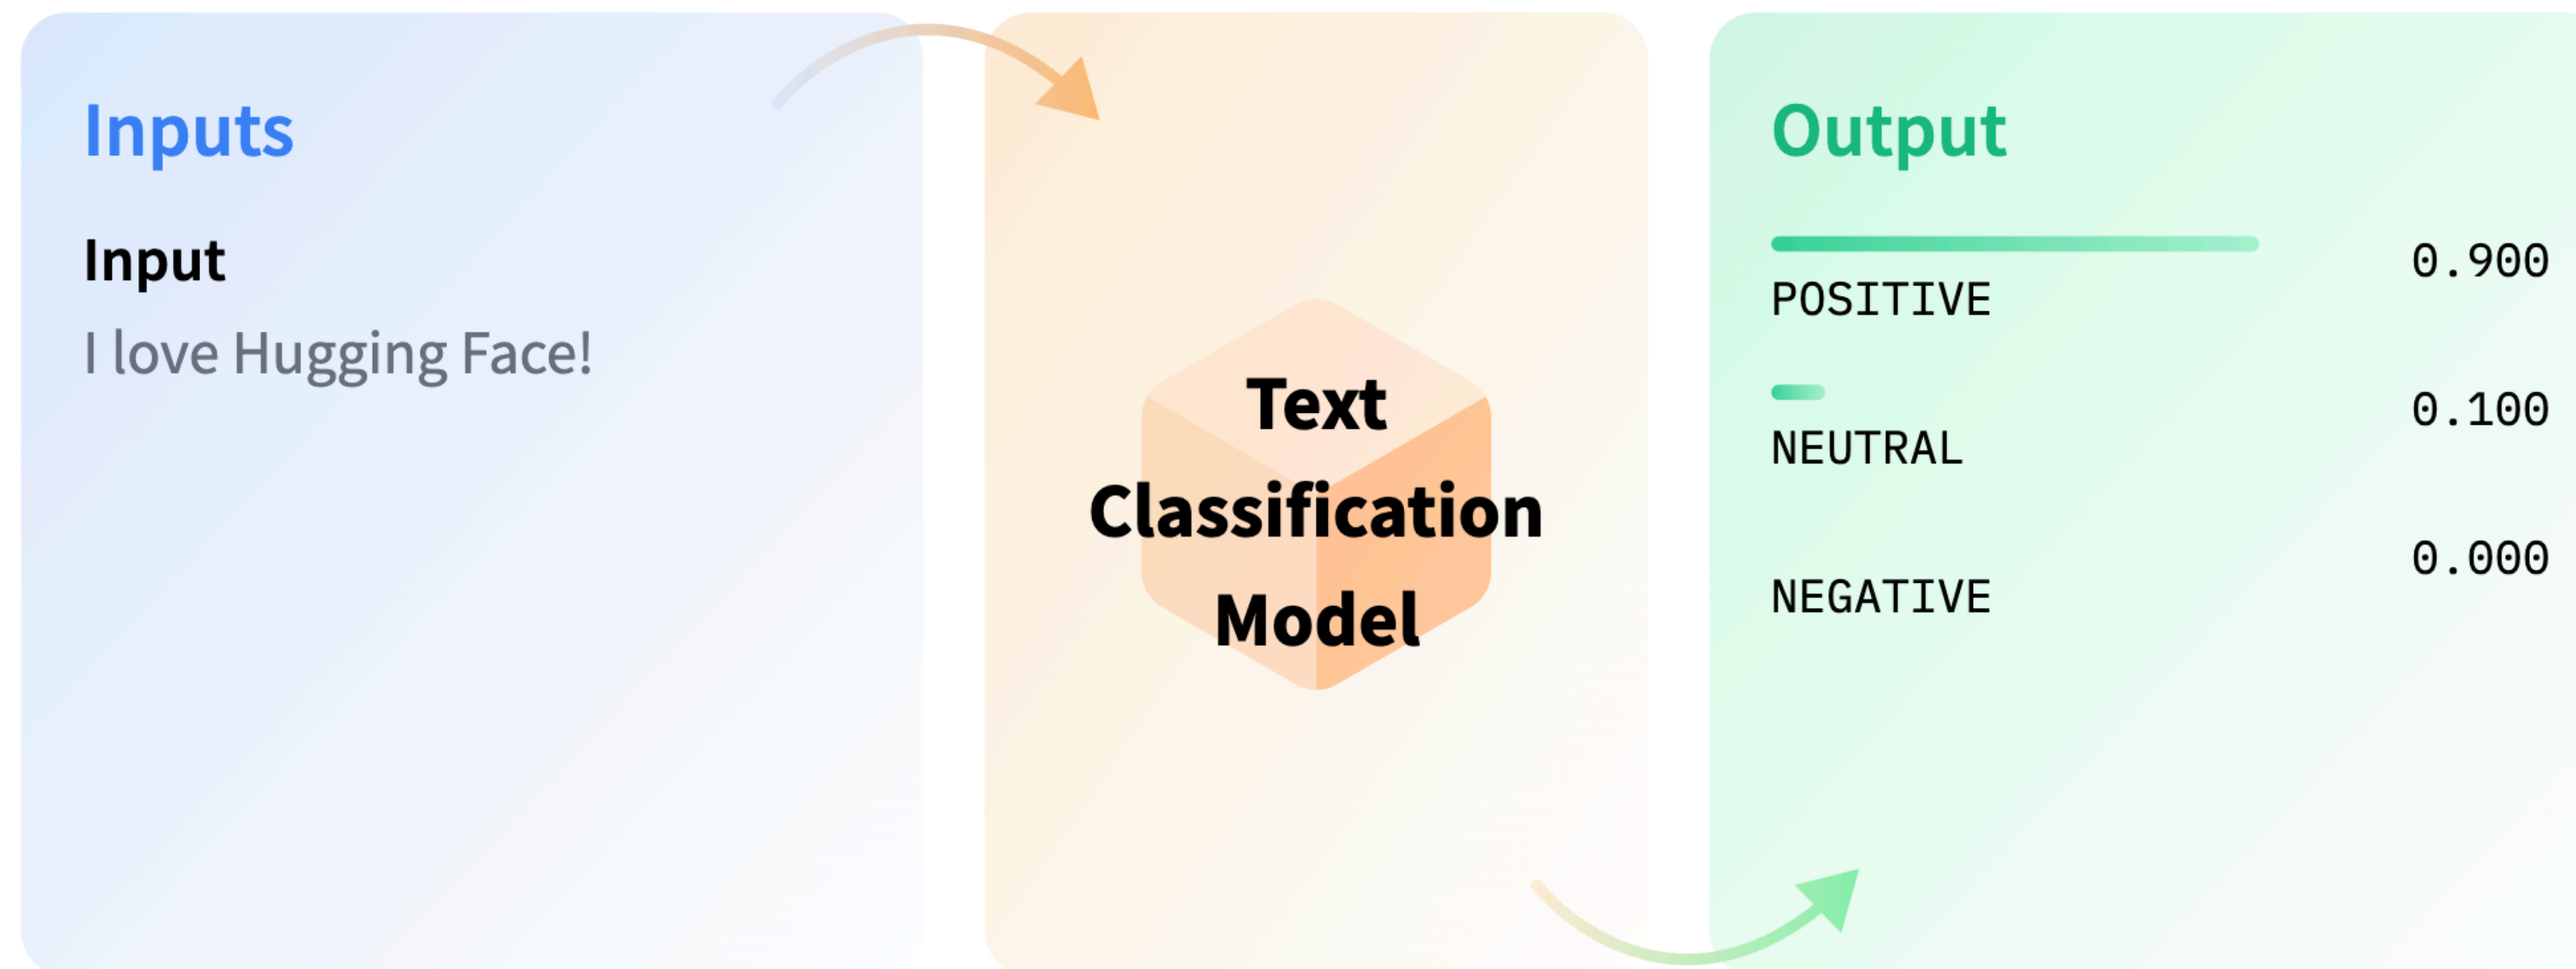 Inputs
Input
I love Hugging Face!
Text
Classification
Model
Output
POSITIVE
0.900
NEUTRAL
0.100
NEGATIVE
0.000